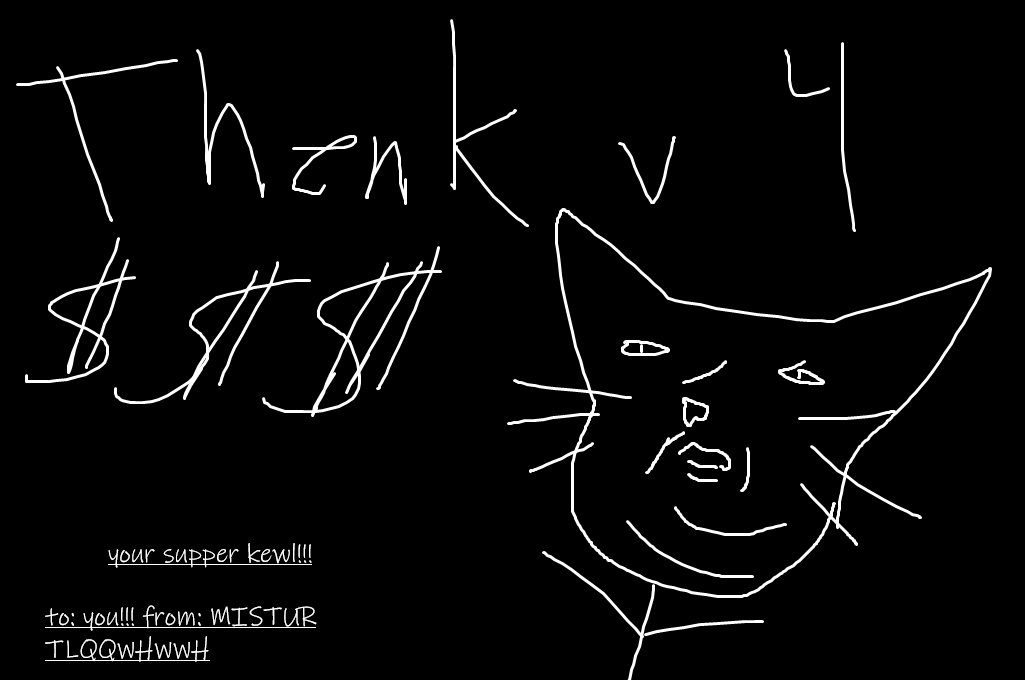 Thenk v 4
$ $ $
your supper kewl!!!
to: you!!! from: MISTUR
TLQQWHWWH